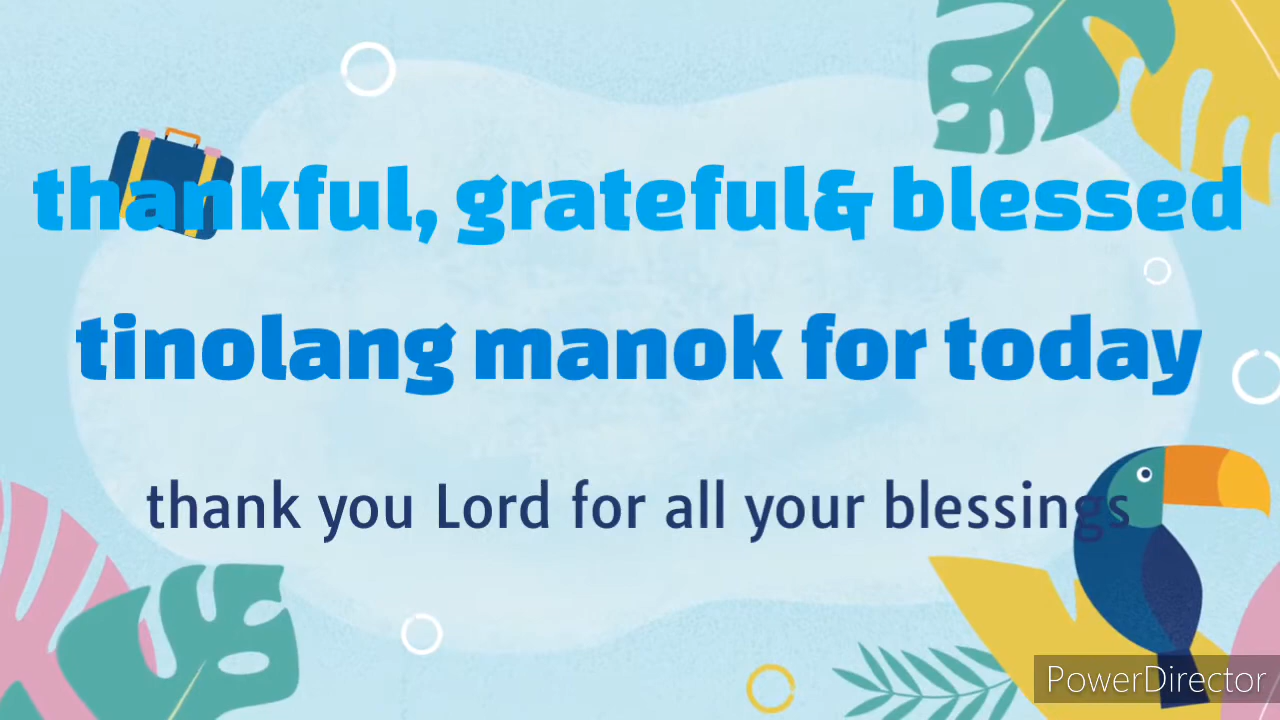 thankful, grateful& blessed
tinolang manok for today
thank you Lord for all your blessings
PowerDirector